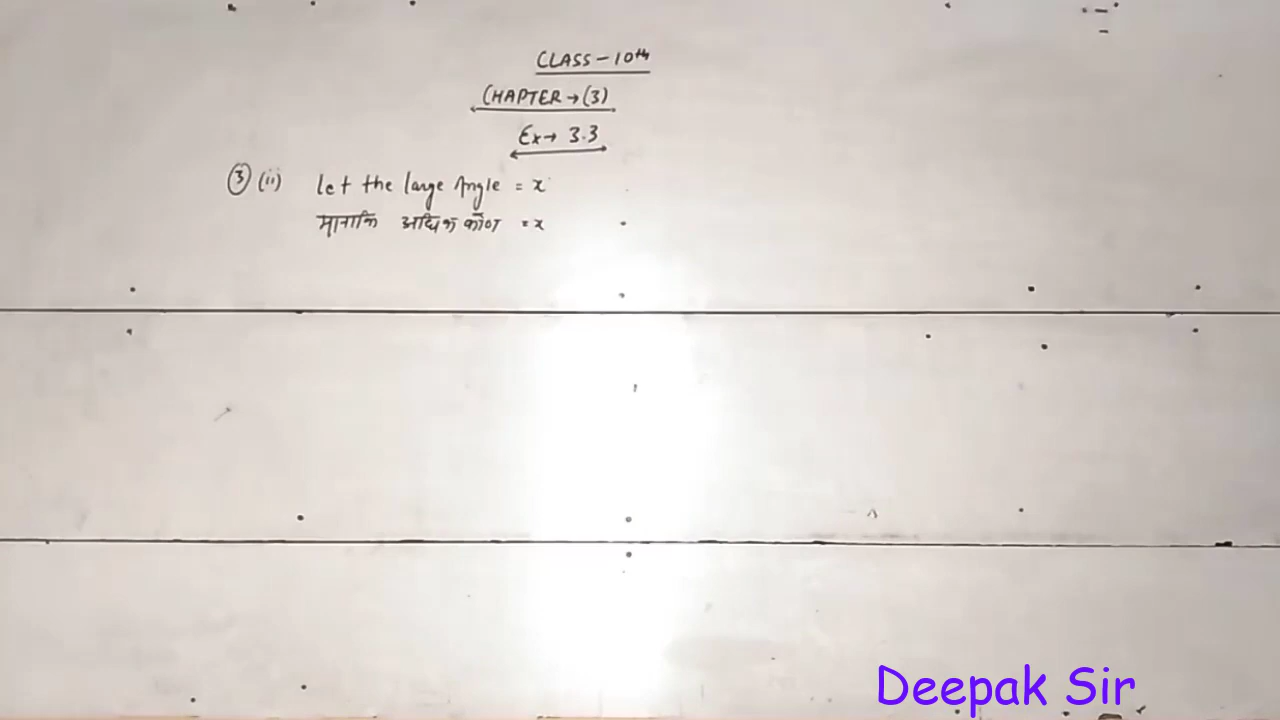 CLASS - 10th
CHAPTER → (3)
Ex → 3.3
③ (ii) Let the large Angle = x
मानाकि अधिक कोण = x
Deepak Sir